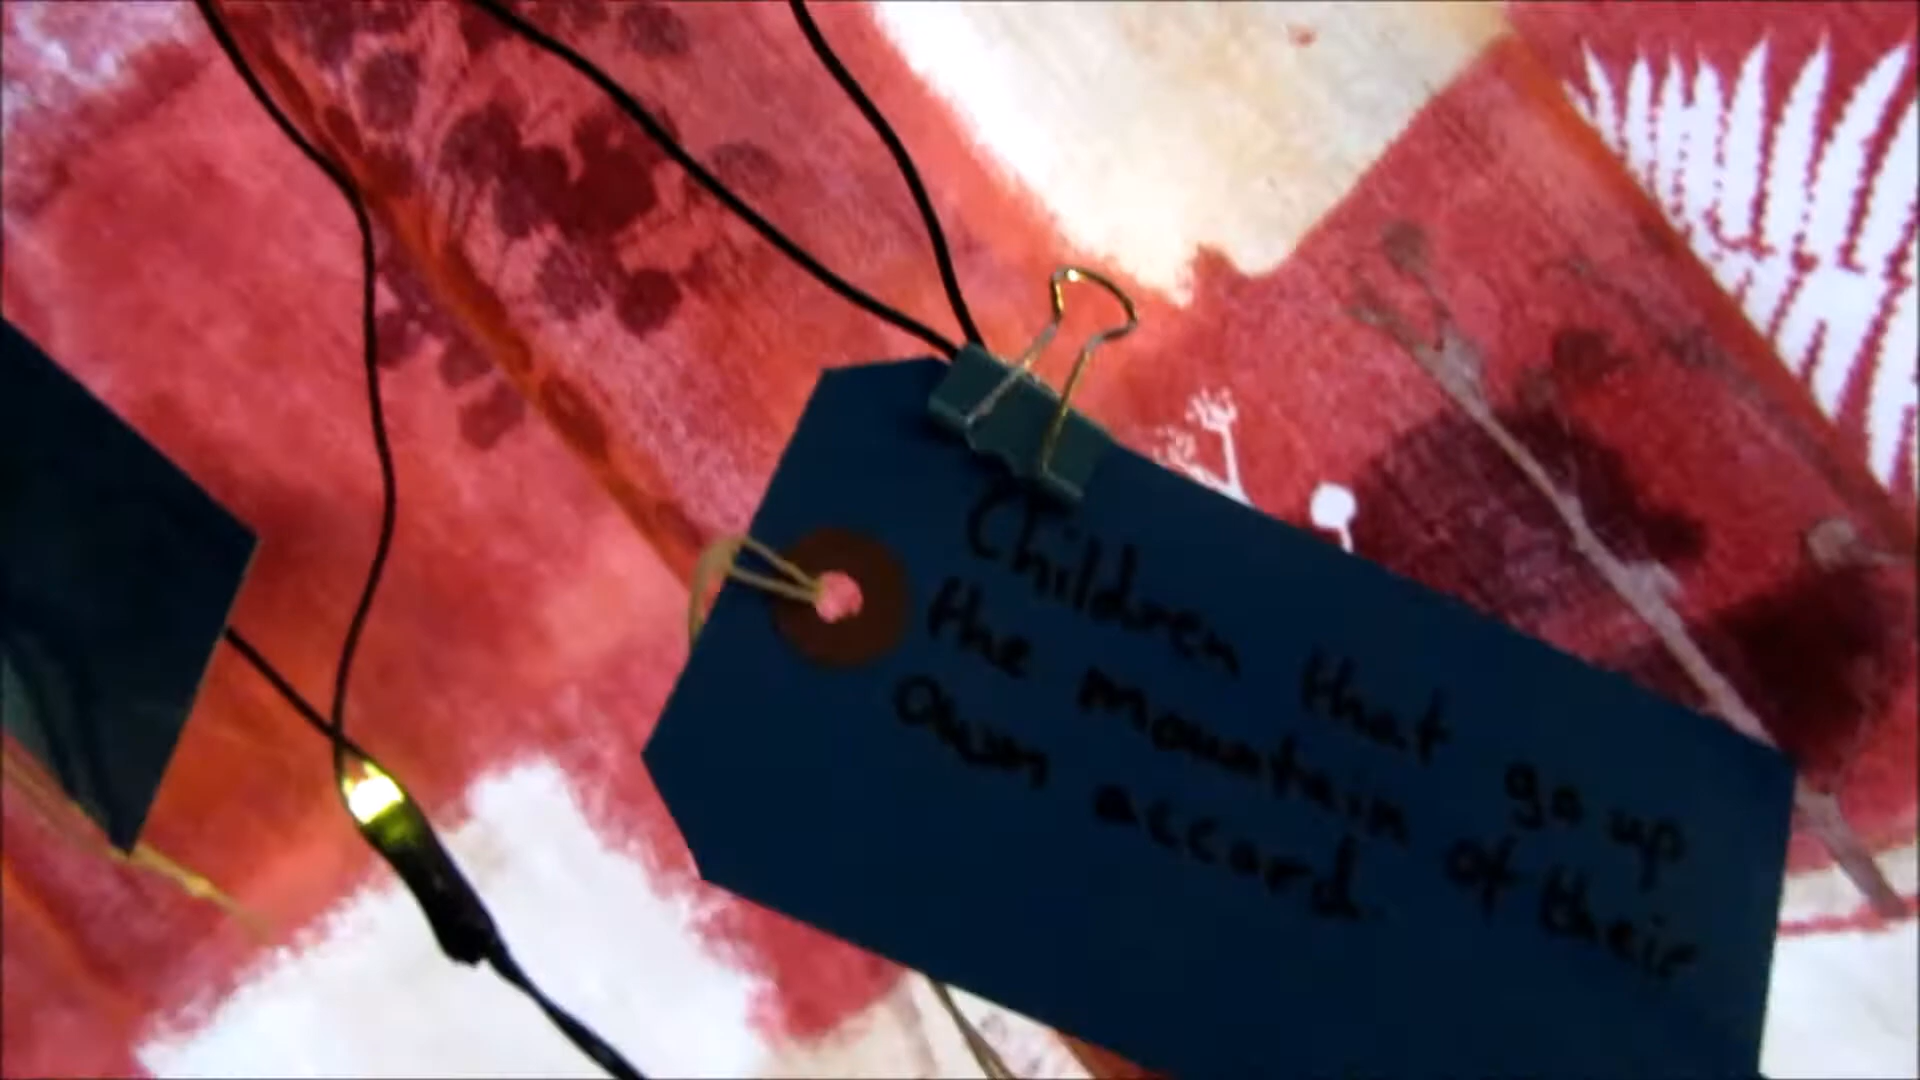 Children that go up
the mountain of their
own accord.